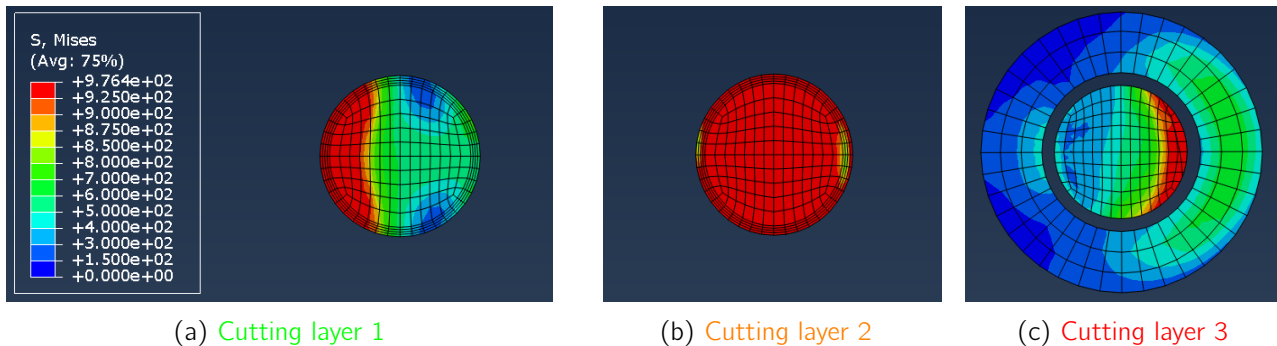 S, Mises
(Avg: 75%)
+9.764e+02
+9.250e+02
+9.000e+02
+8.750e+02
+8.500e+02
+8.000e+02
+7.000e+02
+6.000e+02
+5.000e+02
+4.000e+02
+3.000e+02
+1.500e+02
+0.000e+00
(a) Cutting layer 1
(b) Cutting layer 2
(c) Cutting layer 3